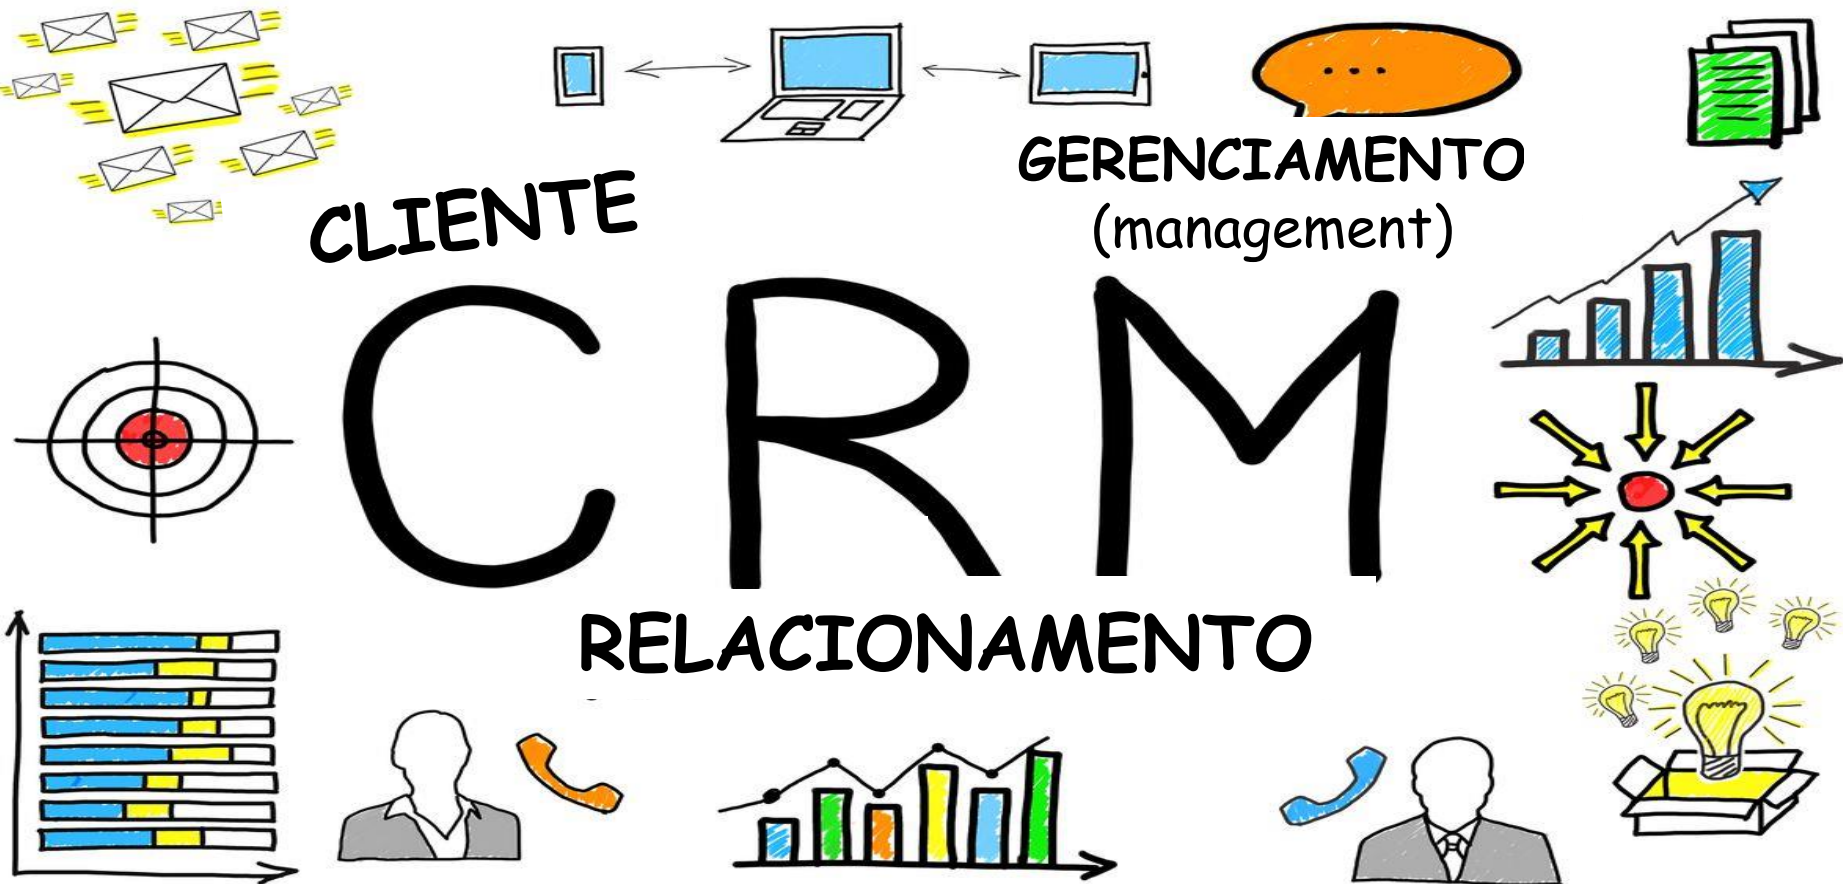 CLIENTE
GERENCIAMENTO
(management)
CRM
RELACIONAMENTO